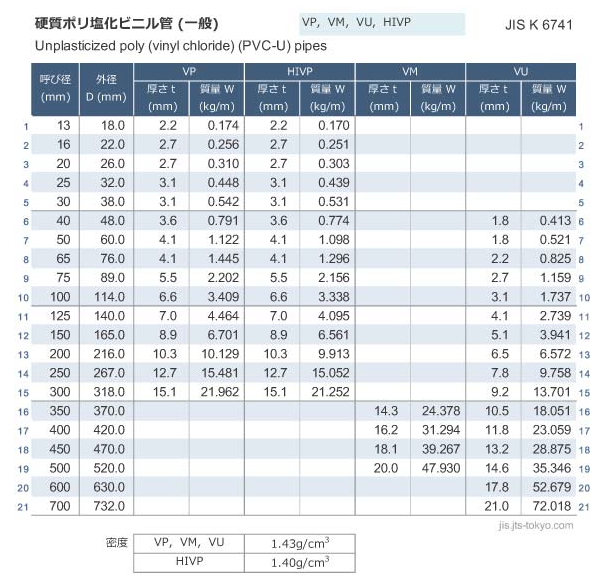 硬質ポリ塩化ビニル管 (一般) VP, VM, VU, HIVP JIS K 6741
Unplasticized poly (vinyl chloride) (PVC-U) pipes
呼び径 (mm) 外径 D (mm) VP HIVP VM VU
厚さ t (mm) 質量 W (kg/m) 厚さ t (mm) 質量 W (kg/m) 厚さ t (mm) 質量 W (kg/m) 厚さ t (mm) 質量 W (kg/m)
1 13 18.0 2.2 0.174 2.2 0.170 1
2 16 22.0 2.7 0.256 2.7 0.251 2
3 20 26.0 2.7 0.310 2.7 0.303 3
4 25 32.0 3.1 0.448 3.1 0.439 4
5 30 38.0 3.1 0.542 3.1 0.531 5
6 40 48.0 3.6 0.791 3.6 0.774 1.8 0.413 6
7 50 60.0 4.1 1.122 4.1 1.098 1.8 0.521 7
8 65 76.0 4.1 1.445 4.1 1.296 2.2 0.825 8
9 75 89.0 5.5 2.202 5.5 2.156 2.7 1.159 9
10 100 114.0 6.6 3.409 6.6 3.338 3.1 1.737 10
11 125 140.0 7.0 4.464 7.0 4.095 4.1 2.739 11
12 150 165.0 8.9 6.701 8.9 6.561 5.1 3.941 12
13 200 216.0 10.3 10.129 10.3 9.913 6.5 6.572 13
14 250 267.0 12.7 15.481 12.7 15.052 7.8 9.758 14
15 300 318.0 15.1 21.962 15.1 21.252 9.2 13.701 15
16 350 370.0 14.3 24.378 10.5 18.051 16
17 400 420.0 16.2 31.294 11.8 23.059 17
18 450 470.0 18.1 39.267 13.2 28.875 18
19 500 520.0 20.0 47.930 14.6 35.346 19
20 600 630.0 17.8 52.679 20
21 700 732.0 21.0 72.018 21
jis.jts-tokyo.com
密度 VP, VM, VU 1.43g/cm³
HIVP 1.40g/cm³